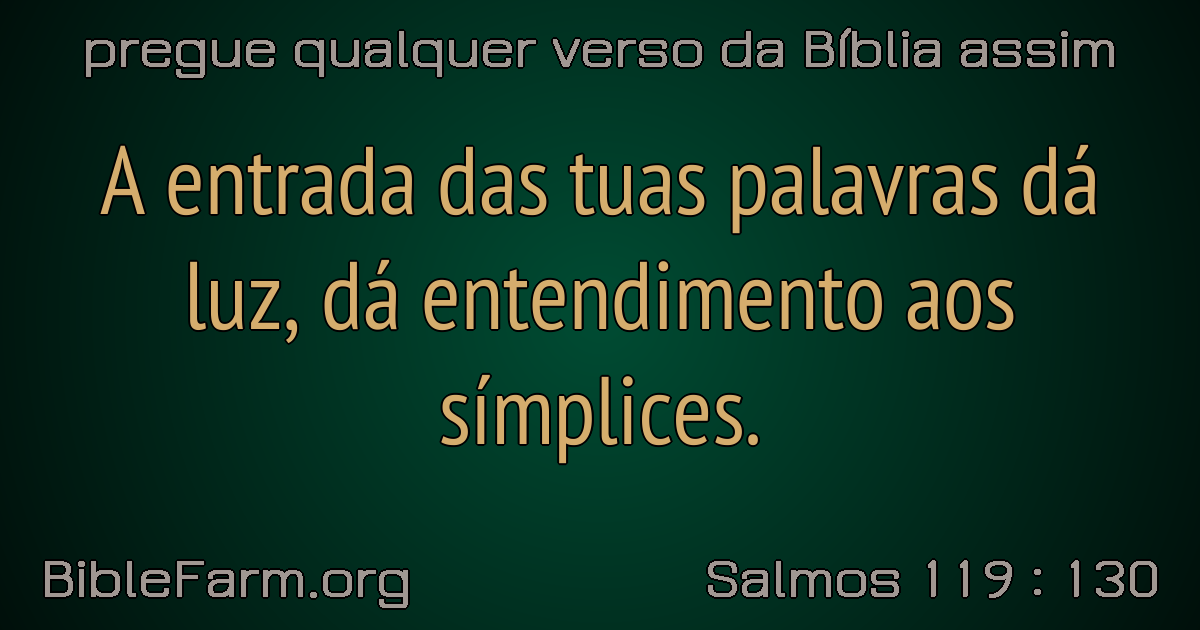 pregue qualquer verso da Bíblia assim
A entrada das tuas palavras dá
luz, dá entendimento aos
símplices.
BibleFarm.org
Salmos 119 : 130